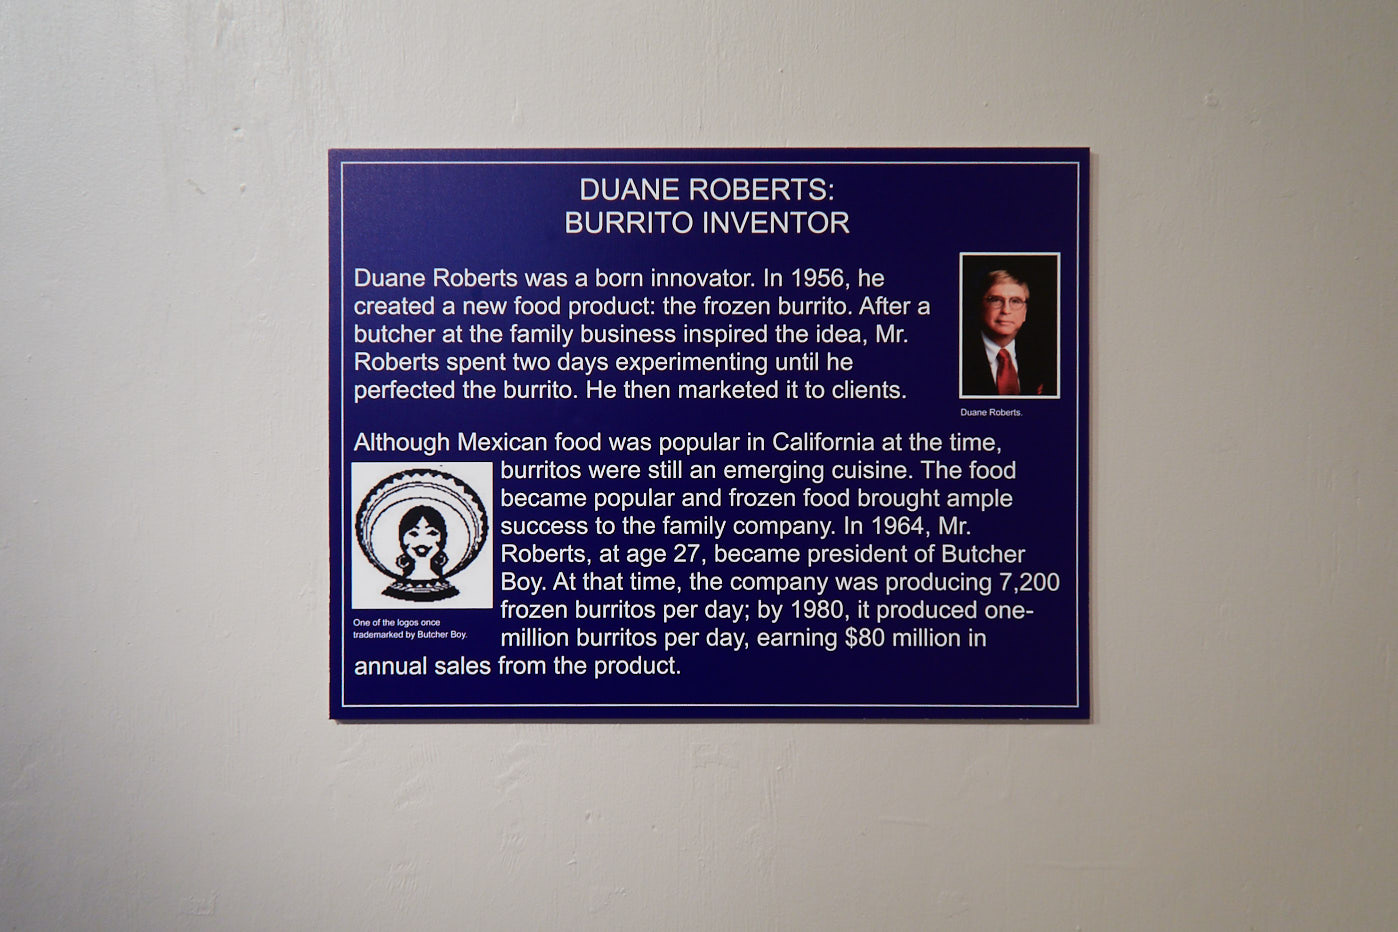 DUANE ROBERTS:
BURRITO INVENTOR
Duane Roberts was a born innovator. In 1956, he
created a new food product: the frozen burrito. After a
butcher at the family business inspired the idea, Mr.
Roberts spent two days experimenting until he
perfected the burrito. He then marketed it to clients.
Duane Roberts.
Although Mexican food was popular in California at the time,
burritos were still an emerging cuisine. The food
became popular and frozen food brought ample
success to the family company. In 1964, Mr.
Roberts, at age 27, became president of Butcher
Boy. At that time, the company was producing 7,200
frozen burritos per day; by 1980, it produced one-
million burritos per day, earning $80 million in
annual sales from the product.
One of the logos once
trademarked by Butcher Boy.